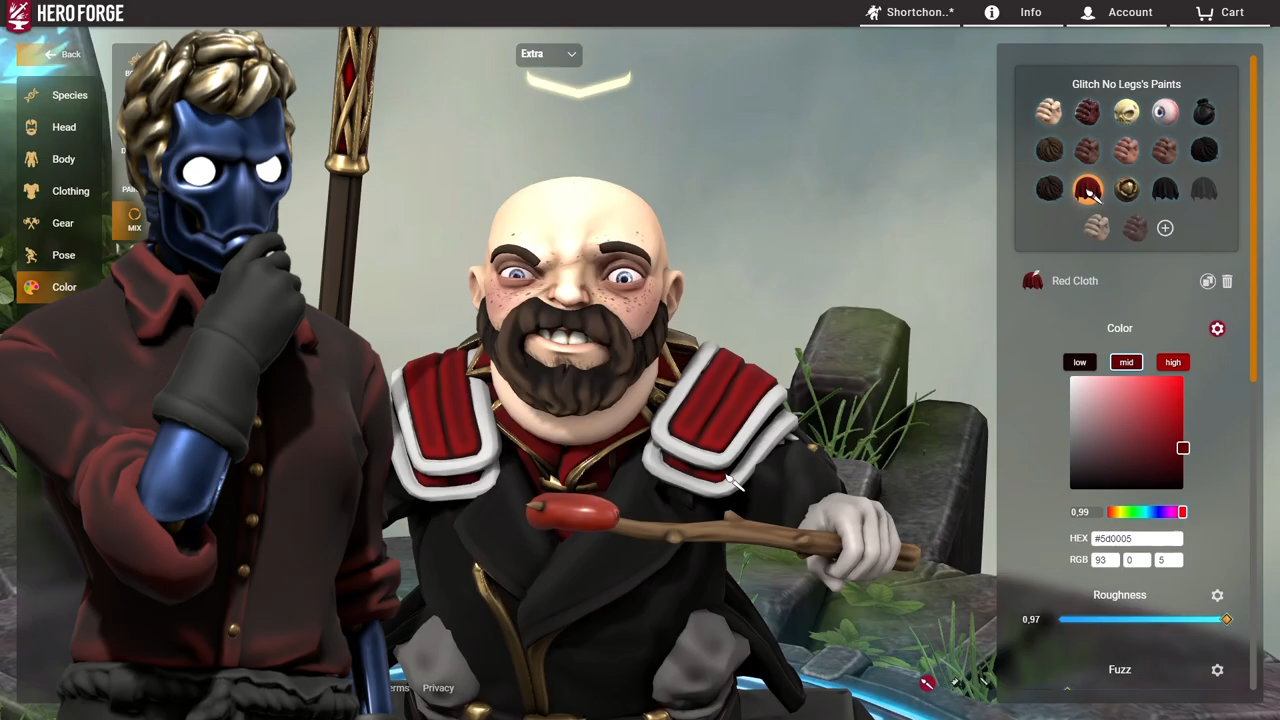 HERO FORGE
Shortchon..*
Info
Account
Cart
Back
Extra
Species
Head
Body
Clothing
Gear
Pose
Color
MIX
Glitch No Legs's Paints
Red Cloth
Color
low
mid
high
0,99
HEX #5d0005
RGB 93 0 5
Roughness
0,97
Fuzz
Privacy